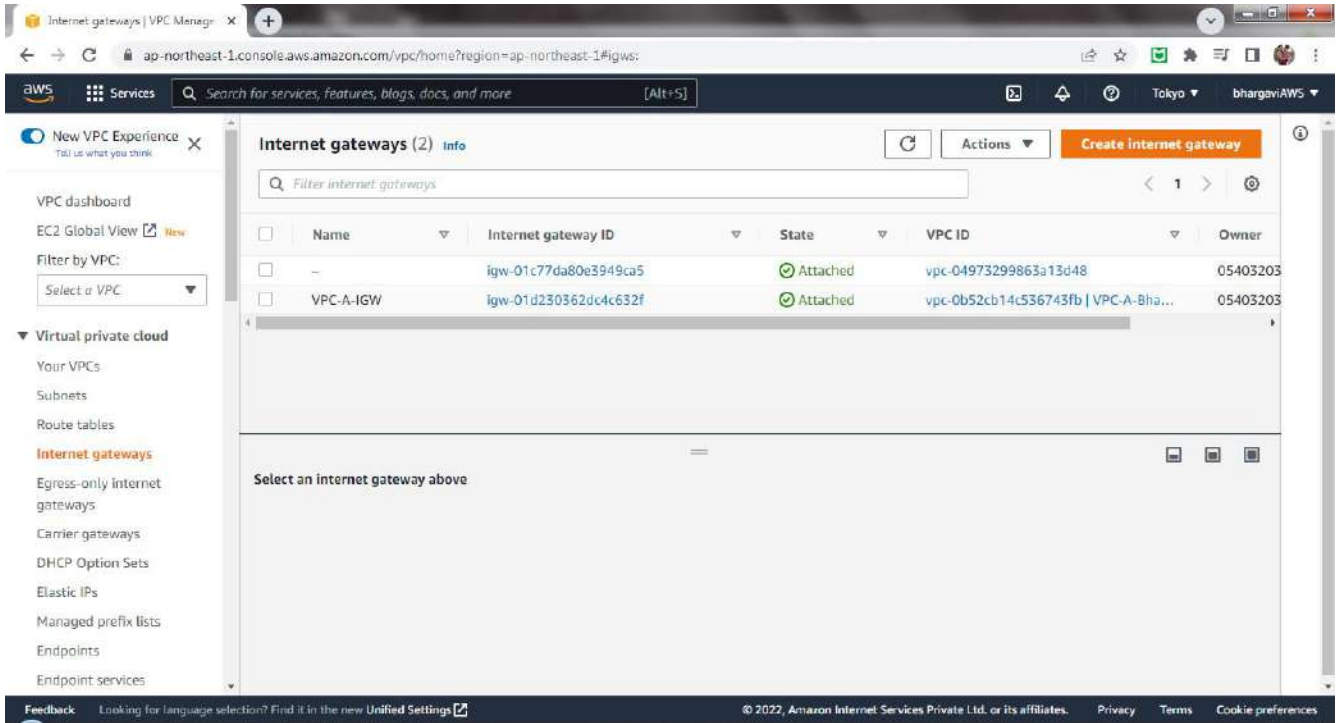 Internet gateways | VPC Manage
ap-northeast-1.console.aws.amazon.com/vpc/home?region=ap-northeast-1#igws:
aws Services Search for services, features, blogs, docs, and more [Alt+S] Tokyo bhargaviAWS
New VPC Experience
Tell us what you think
VPC dashboard
EC2 Global View New
Filter by VPC:
Select a VPC
Virtual private cloud
Your VPCs
Subnets
Route tables
Internet gateways
Egress-only internet
gateways
Carrier gateways
DHCP Option Sets
Elastic IPs
Managed prefix lists
Endpoints
Endpoint services
Internet gateways (2) Info Actions Create internet gateway
Filter internet gateways 1
Name Internet gateway ID State VPC ID Owner
– igw-01c77da80e3949ca5 Attached vpc-04973299863a13d48 05403203
VPC-A-IGW igw-01d230362dc4c632f Attached vpc-0b52cb14c536743fb | VPC-A-Bha... 05403203
Select an internet gateway above
Feedback Looking for language selection? Find it in the new Unified Settings © 2022, Amazon Internet Services Private Ltd. or its affiliates. Privacy Terms Cookie preferences